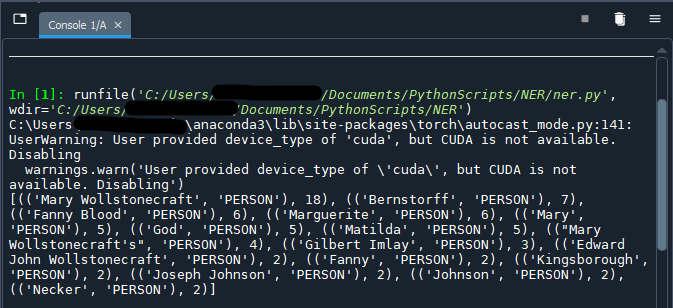 Console 1/A
In [1]: runfile('C:/Users/ /Documents/PythonScripts/NER/ner.py',
wdir='C:/Users/ /Documents/PythonScripts/NER')
C:\Users \anaconda3\lib\site-packages\torch\autocast_mode.py:141:
UserWarning: User provided device_type of 'cuda', but CUDA is not available.
Disabling
warnings.warn('User provided device_type of \'cuda\', but CUDA is not
available. Disabling')
[(('Mary Wollstonecraft', 'PERSON'), 18), (('Bernstorff', 'PERSON'), 7),
(('Fanny Blood', 'PERSON'), 6), (('Marguerite', 'PERSON'), 6), (('Mary',
'PERSON'), 5), (('God', 'PERSON'), 5), (('Matilda', 'PERSON'), 5), (("Mary
Wollstonecraft's", 'PERSON'), 4), (('Gilbert Imlay', 'PERSON'), 3), (('Edward
John Wollstonecraft', 'PERSON'), 2), (('Fanny', 'PERSON'), 2), (('Kingsborough',
'PERSON'), 2), (('Joseph Johnson', 'PERSON'), 2), (('Johnson', 'PERSON'), 2),
(('Necker', 'PERSON'), 2)]